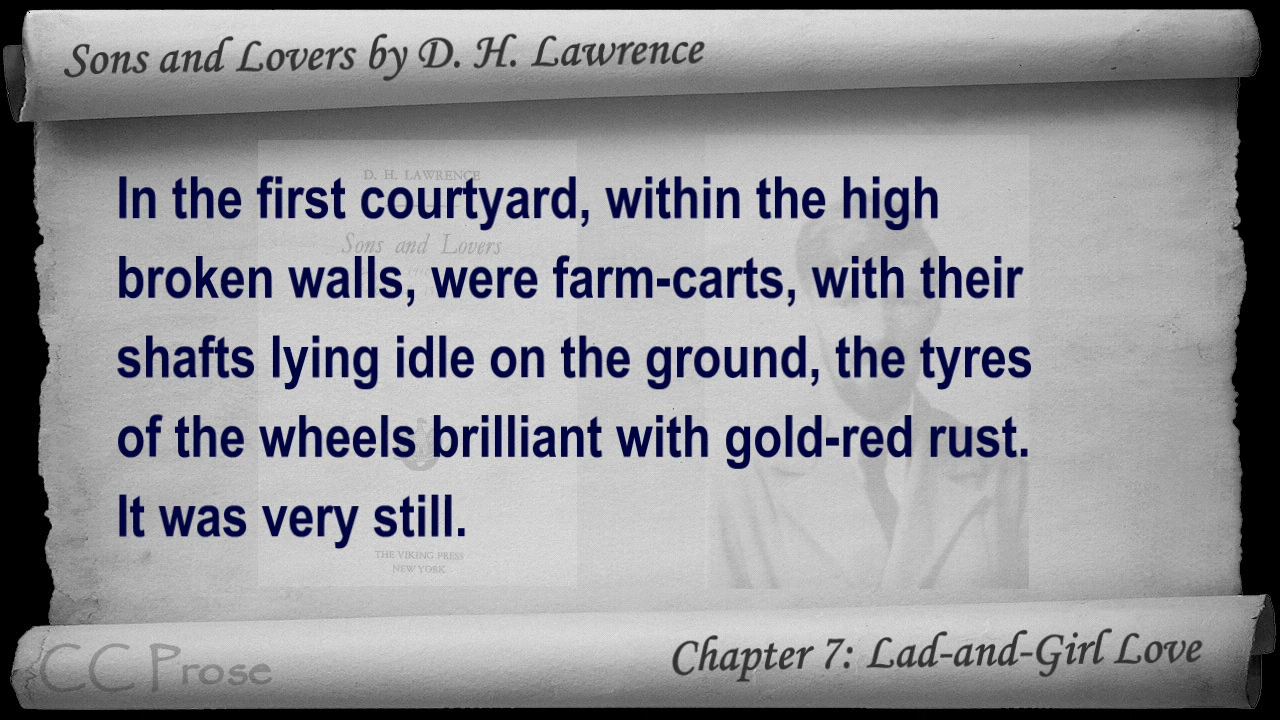 Sons and Lovers by D. H. Lawrence
D. H. LAWRENCE
In the first courtyard, within the high
Sons and Lovers
broken walls, were farm-carts, with their
shafts lying idle on the ground, the tyres
of the wheels brilliant with gold-red rust.
It was very still.
THE VIKING PRESS
NEW YORK
CC Prose
Chapter 7: Lad-and-Girl Love